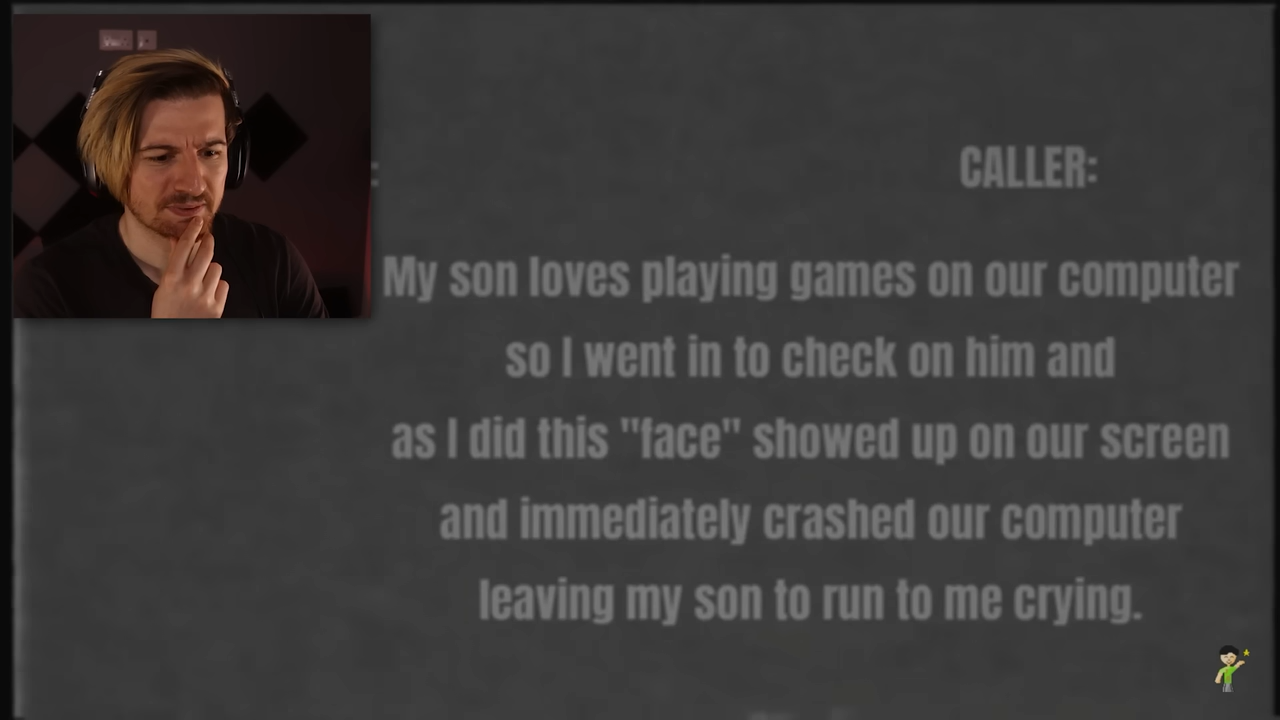 :
CALLER:
My son loves playing games on our computer
so I went in to check on him and
as I did this "face" showed up on our screen
and immediately crashed our computer
leaving my son to run to me crying.